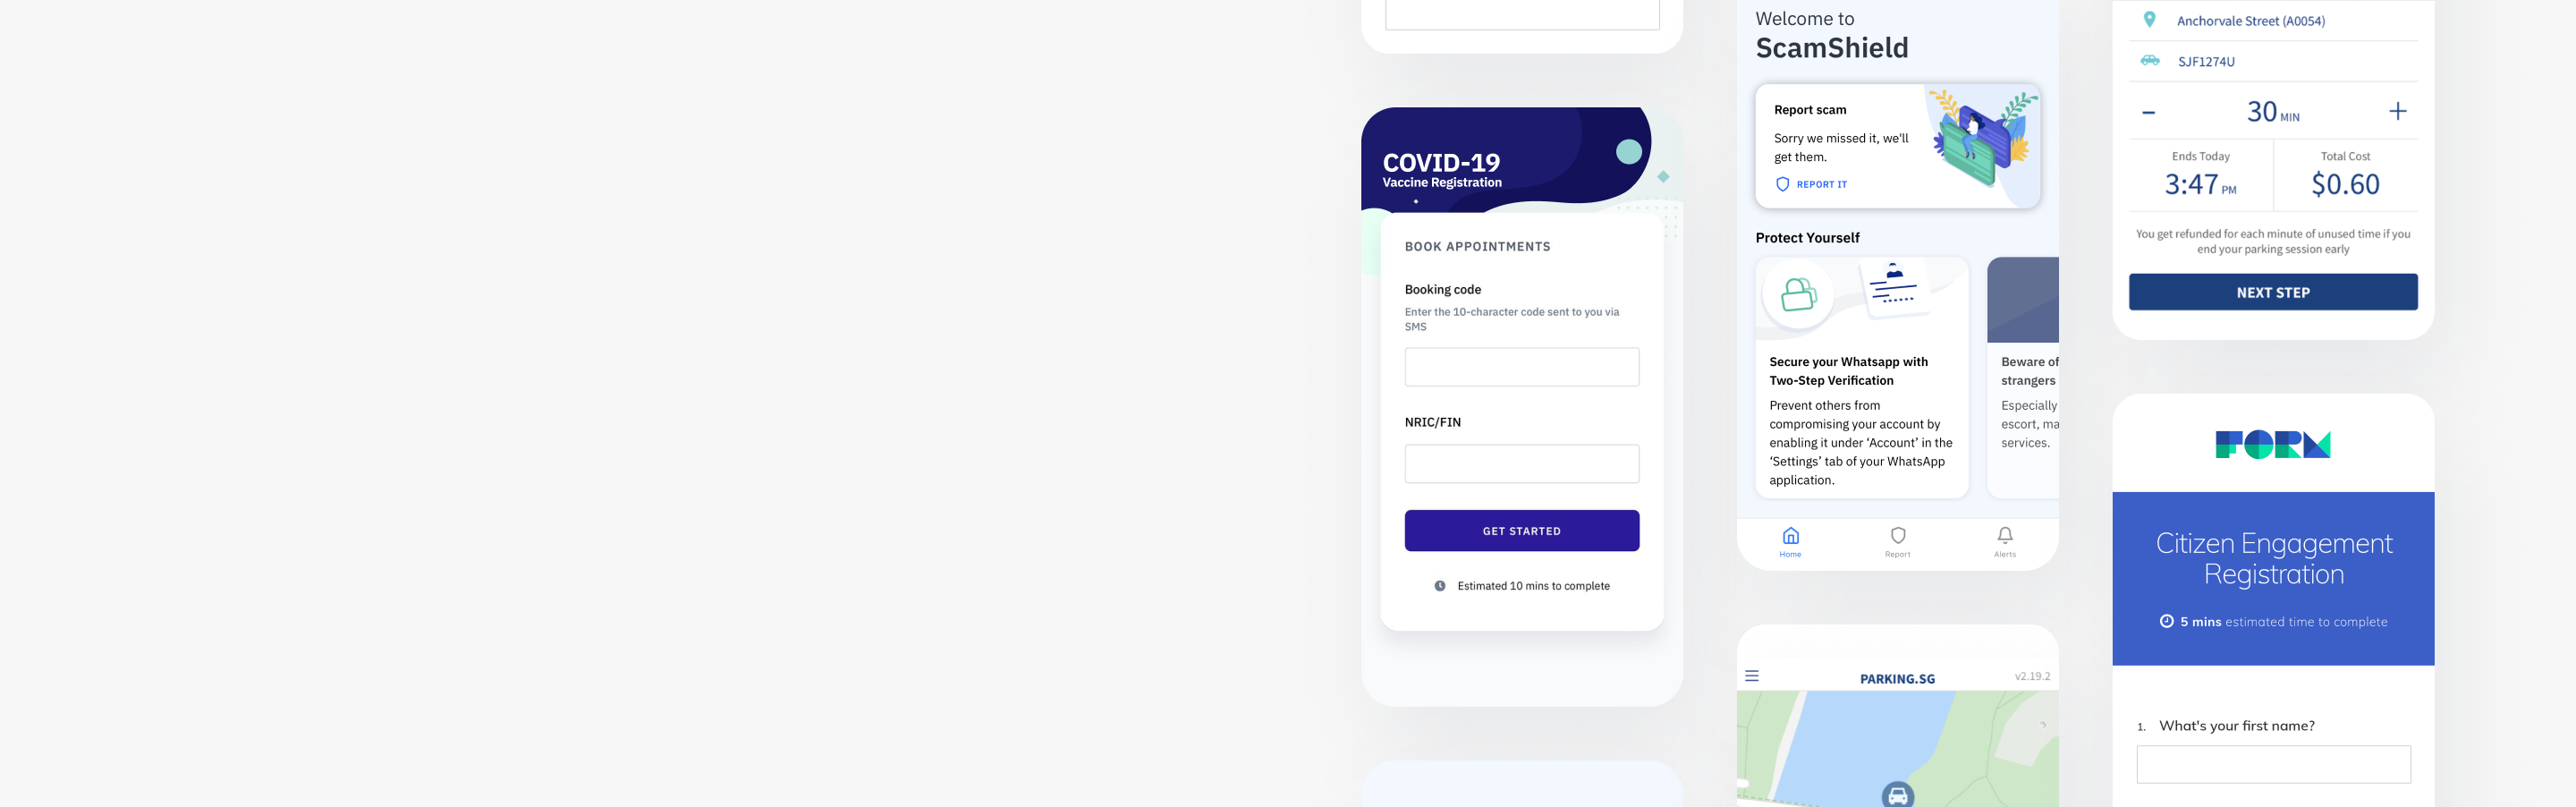 COVID-19
Vaccine Registration
BOOK APPOINTMENTS
Booking code
Enter the 10-character code sent to you via
SMS
NRIC/FIN
GET STARTED
Estimated 10 mins to complete
Welcome to
ScamShield
Report scam
Sorry we missed it, we'll
get them.
REPORT IT
Protect Yourself
Secure your Whatsapp with
Two-Step Verification
Prevent others from
compromising your account by
enabling it under ‘Account’ in the
‘Settings’ tab of your WhatsApp
application.
Beware of
strangers
Especially
escort, ma
services.
Home
Report
Alerts
PARKING.SG
v2.19.2
Anchorvale Street (A0054)
SJF1274U
- 30 MIN +
Ends Today
3:47 PM
Total Cost
$0.60
You get refunded for each minute of unused time if you
end your parking session early
NEXT STEP
FORM
Citizen Engagement
Registration
5 mins estimated time to complete
1. What's your first name?